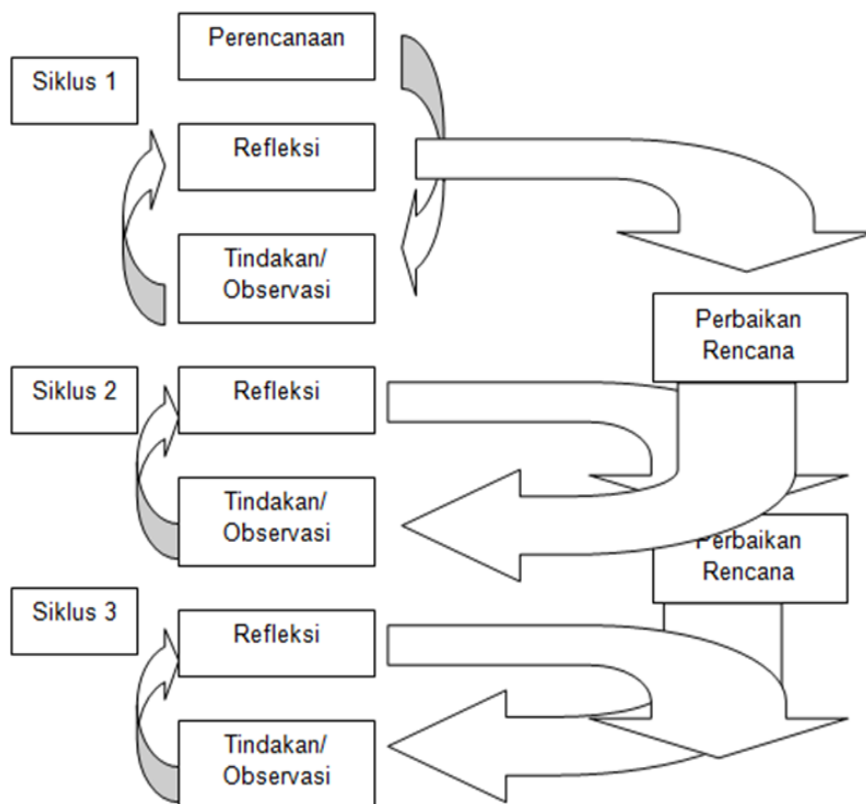 Perencanaan
Siklus 1
Refleksi
Tindakan/
Observasi
Perbaikan
Rencana
Siklus 2
Refleksi
Tindakan/
Observasi
Perbaikan
Rencana
Siklus 3
Refleksi
Tindakan/
Observasi